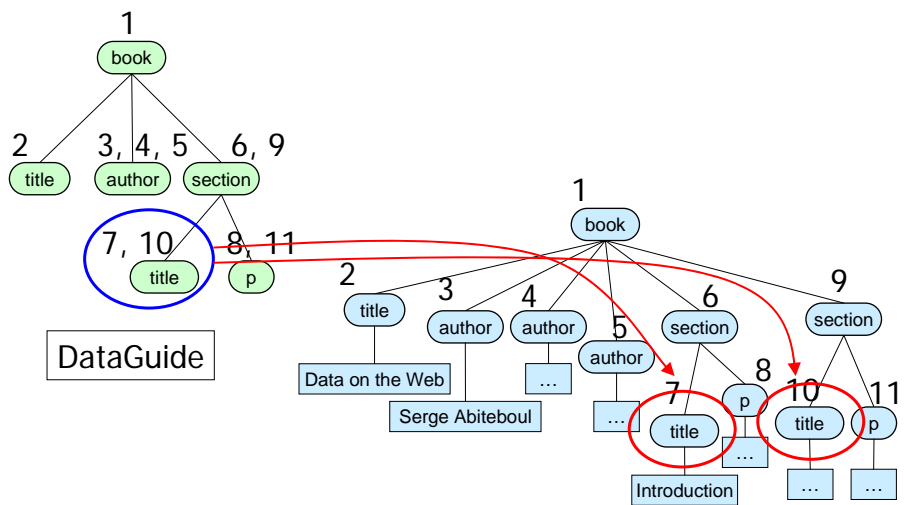 1
book
2
3, 4, 5
6, 9
title
author
section
7, 10
8, 11
title
p
DataGuide
1
book
2
3
4
5
6
9
title
author
author
author
section
section
Data on the Web
...
Serge Abiteboul
...
7
8
10
11
title
p
title
p
Introduction
...
...
...